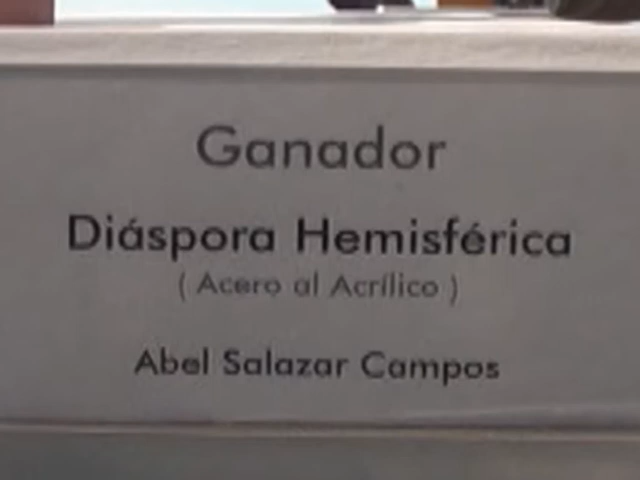 Ganador
Diáspora Hemisférica
( Acero al Acrílico )
Abel Salazar Campos